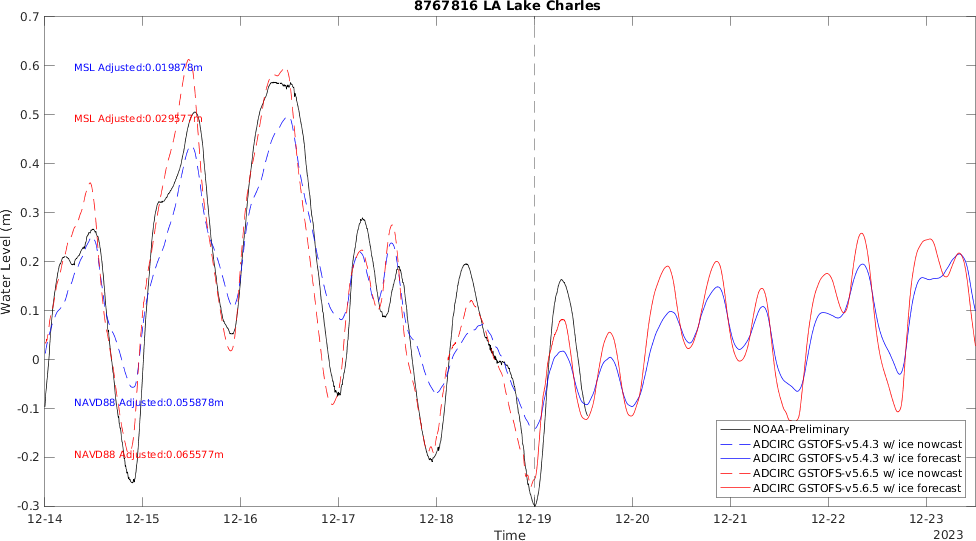 8767816 LA Lake Charles
0.7
0.6
0.5
0.4
0.3
0.2
0.1
0
-0.1
-0.2
-0.3
Water Level (m)
MSL Adjusted:0.019878m
MSL Adjusted:0.029577m
NAVD88 Adjusted:0.055878m
NAVD88 Adjusted:0.065577m
NOAA-Preliminary
ADCIRC GSTOFS-v5.4.3 w/ ice nowcast
ADCIRC GSTOFS-v5.4.3 w/ ice forecast
ADCIRC GSTOFS-v5.6.5 w/ ice nowcast
ADCIRC GSTOFS-v5.6.5 w/ ice forecast
12-14 12-15 12-16 12-17 12-18 12-19 12-20 12-21 12-22 12-23
Time
2023